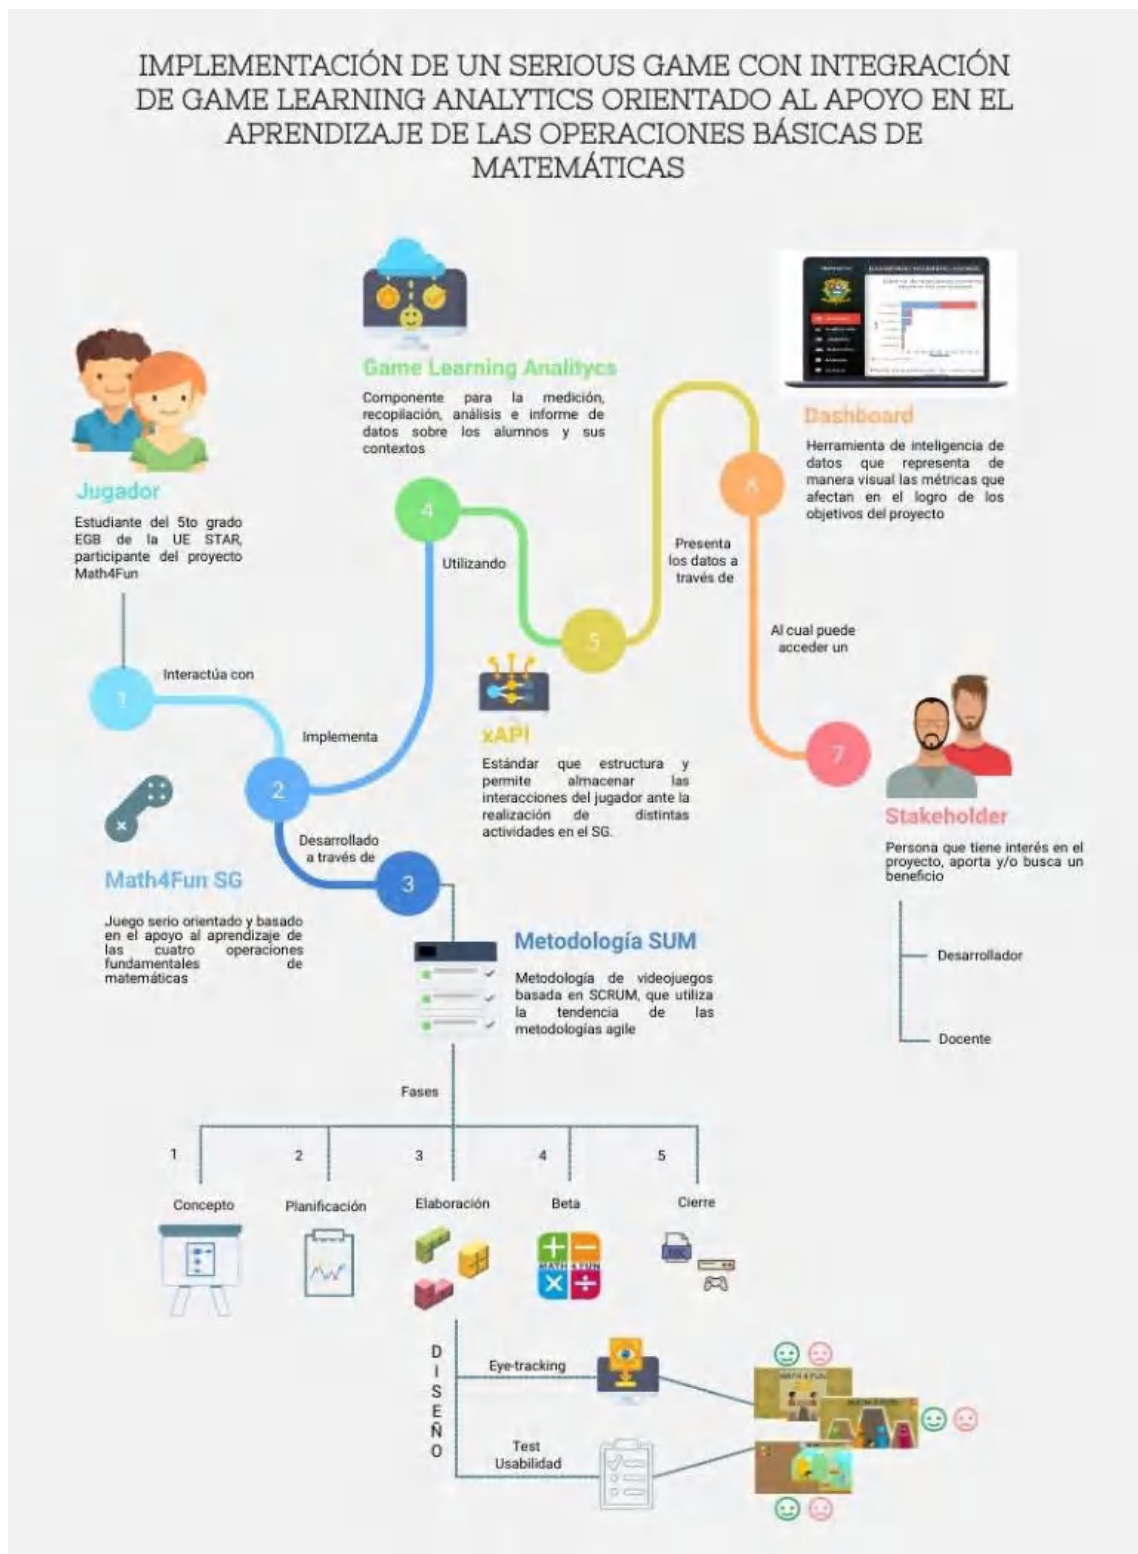 IMPLEMENTACIÓN DE UN SERIOUS GAME CON INTEGRACIÓN
DE GAME LEARNING ANALYTICS ORIENTADO AL APOYO EN EL
APRENDIZAJE DE LAS OPERACIONES BÁSICAS DE
MATEMÁTICAS
Jugador
Estudiante del 5to grado
EGB de la UE STAR,
participante del proyecto
Math4Fun
1
Interactúa con
2
Math4Fun SG
Juego serio orientado y basado
en el apoyo al aprendizaje de
las cuatro operaciones
fundamentales de
matemáticas
Implementa
Desarrollado
a través de
3
Metodología SUM
Metodología de videojuegos
basada en SCRUM, que utiliza
la tendencia de las
metodologías agile
Game Learning Analitycs
Componente para la medición,
recopilación, análisis e informe de
datos sobre los alumnos y sus
contextos
4
Utilizando
5
xAPI
Estándar que estructura y
permite almacenar las
interacciones del jugador ante la
realización de distintas
actividades en el SG.
Presenta
los datos a
través de
6
Dashboard
Herramienta de inteligencia de
datos que representa de
manera visual las métricas que
afectan en el logro de los
objetivos del proyecto
Al cual puede
acceder un
7
Stakeholder
Persona que tiene interés en el
proyecto, aporta y/o busca un
beneficio
Desarrollador
Docente
Fases
1
2
3
4
5
Concepto
Planificación
Elaboración
Beta
Cierre
MATH 4 FUN
DOC
DISEÑO
Eye-tracking
Test
Usabilidad
MATH 4 FUN